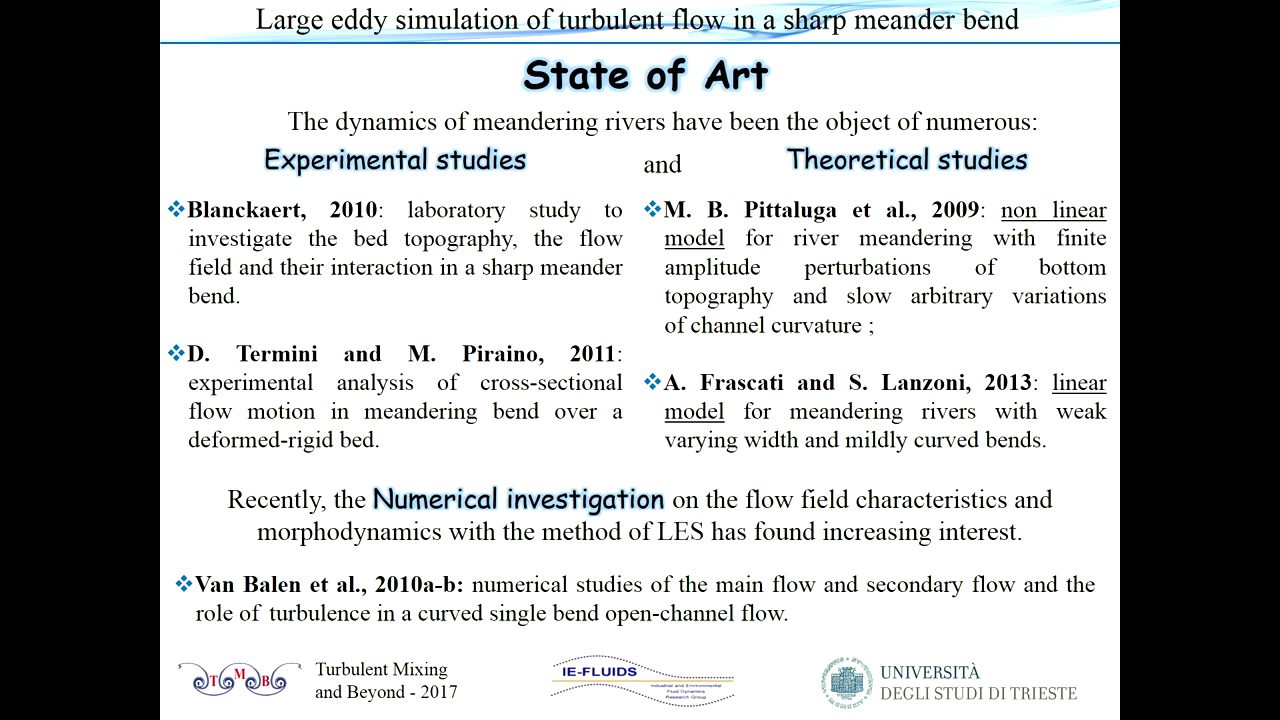 Large eddy simulation of turbulent flow in a sharp meander bend
State of Art
The dynamics of meandering rivers have been the object of numerous:
Experimental studies
and
Theoretical studies
❖Blanckaert, 2010: laboratory study to
investigate the bed topography, the flow
field and their interaction in a sharp meander
bend.
❖D. Termini and M. Piraino, 2011:
experimental analysis of cross-sectional
flow motion in meandering bend over a
deformed-rigid bed.
❖M. B. Pittaluga et al., 2009: non linear
model for river meandering with finite
amplitude perturbations of bottom
topography and slow arbitrary variations
of channel curvature ;
❖A. Frascati and S. Lanzoni, 2013: linear
model for meandering rivers with weak
varying width and mildly curved bends.
Recently, the Numerical investigation on the flow field characteristics and
morphodynamics with the method of LES has found increasing interest.
❖Van Balen et al., 2010a-b: numerical studies of the main flow and secondary flow and the
role of turbulence in a curved single bend open-channel flow.
TMB
Turbulent Mixing
and Beyond - 2017
IE-FLUIDS
Industrial and Environmental
Fluid Dynamics
Research Group
UNIVERSITÀ
DEGLI STUDI DI TRIESTE